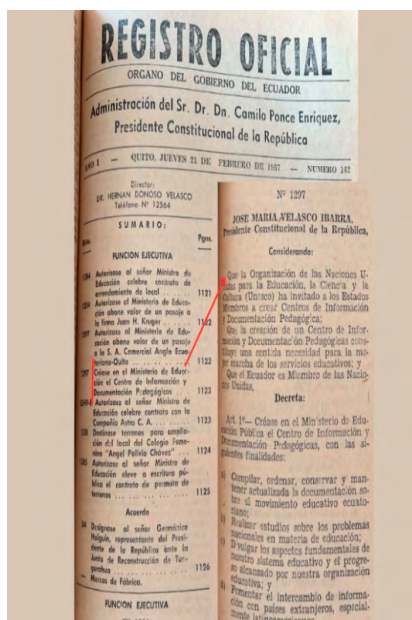 REGISTRO OFICIAL
ORGANO DEL GOBIERNO DEL ECUADOR
Administración del Sr. Dr. Dn. Camilo Ponce Enríquez,
Presidente Constitucional de la República
AÑO I — QUITO, JUEVES 21 DE FEBRERO DE 1957 — NUMERO 142
Director:
DR. HERNAN DONOSO VELASCO
Teléfono Nº 12564
SUMARIO:
Pgns.
FUNCION EJECUTIVA
Autorízase al señor Ministro de
Educación celebre contrato de
arrendamiento de local 1121
Autorízase al Ministerio de Educa-
ción abone valor de un pasaje a
la firma Juan H. Kruger 1122
Autorízase al Ministerio de Edu-
cación abone valor de un pasaje
a la S. A. Comercial Anglo Ecua-
toriana-Quito 1122
1297 Créase en el Ministerio de Educa-
ción el Centro de Información y
Documentación Pedagógicas 1123
Autorízase al señor Ministro de
Educación celebre contrato con la
Compañía Astra C. A. 1123
Destínase terrenos para amplia-
ción del local del Colegio Feme-
nino "Angel Polivio Chávez" 1124
Autorízase al señor Ministro de
Educación eleve a escritura pú-
blica el contrato de permuta de
terrenos 1125
Acuerdo
64 Desígnase al señor Germánico
Holguín, representante del Presi-
dente de la República ante la
Junta de Reconstrucción de Tun-
gurahua 1126
— Marcas de Fábrica.
FUNCION EJECUTIVA
Nº 1297
JOSE MARIA VELASCO IBARRA,
Presidente Constitucional de la República,
Considerando:
Que la Organización de las Naciones U-
nidas para la Educación, la Ciencia y la
Cultura (Unesco) ha invitado a los Estados
Miembros a crear Centros de Información
y Documentación Pedagógica;
Que la creación de un Centro de Infor-
mación y Documentación Pedagógicas cons-
tituye una sentida necesidad para la me-
jor marcha de los servicios educativos; y
Que el Ecuador es Miembro de las Nacio-
nes Unidas,
Decreta:
Art. 1º— Créase en el Ministerio de Edu-
cación Pública el Centro de Información y
Documentación Pedagógicas, con las si-
guientes finalidades:
a) Compilar, ordenar, conservar y man-
tener actualizada la documentación so-
bre el movimiento educativo ecuato-
riano;
b) Realizar estudios sobre los problemas
nacionales en materia de educación;
c) Divulgar los aspectos fundamentales de
nuestro sistema educativo y el progre-
so alcanzado por nuestra organización
educativa; y
d) Fomentar el intercambio de informa-
ción con países extranjeros, especial-
mente latinoamericanos